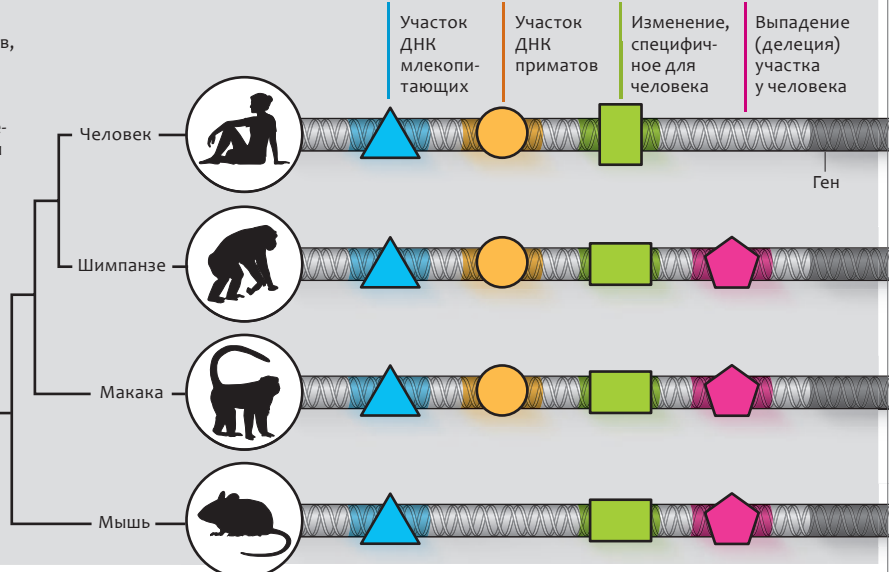 в,
е-
и
Участок
ДНК
млекопи-
тающих
Участок
ДНК
приматов
Изменение,
специфич-
ное для
человека
Выпадение
(делеция)
участка
у человека
Человек
Ген
Шимпанзе
Макака
Мышь